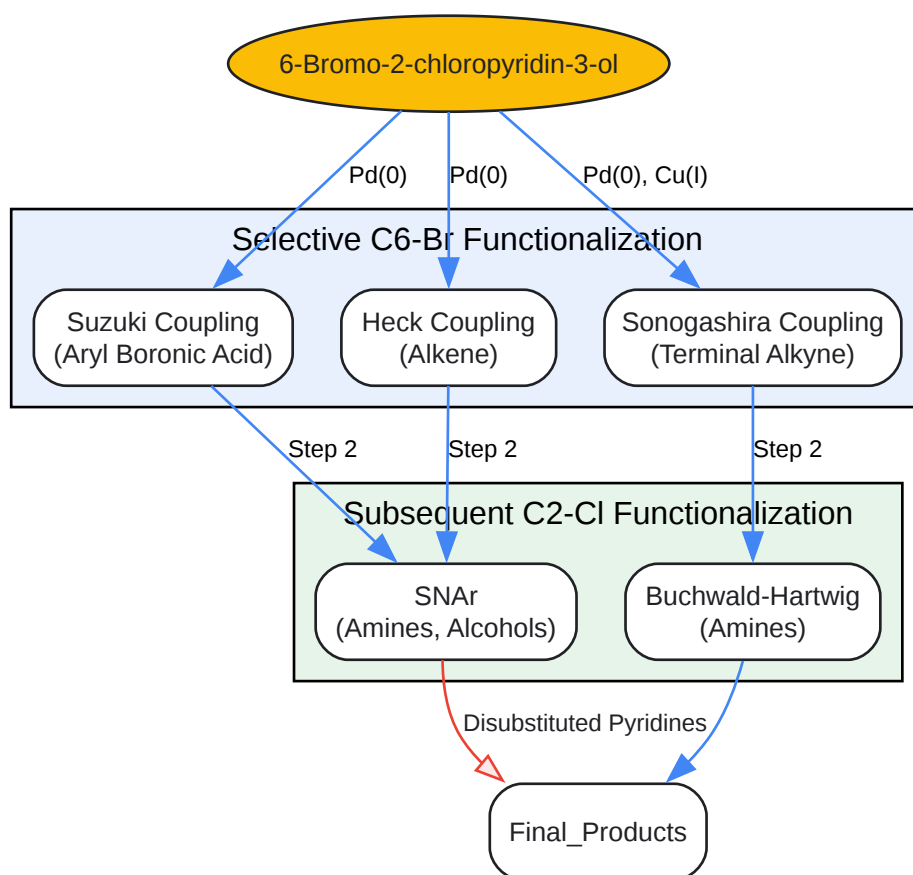 6-Bromo-2-chloropyridin-3-ol
Pd(0)
Pd(0)
Pd(0), Cu(I)
Selective C6-Br Functionalization
Suzuki Coupling
(Aryl Boronic Acid)
Heck Coupling
(Alkene)
Sonogashira Coupling
(Terminal Alkyne)
Step 2
Step 2
Step 2
Subsequent C2-Cl Functionalization
SNAr
(Amines, Alcohols)
Buchwald-Hartwig
(Amines)
Disubstituted Pyridines
Final_Products